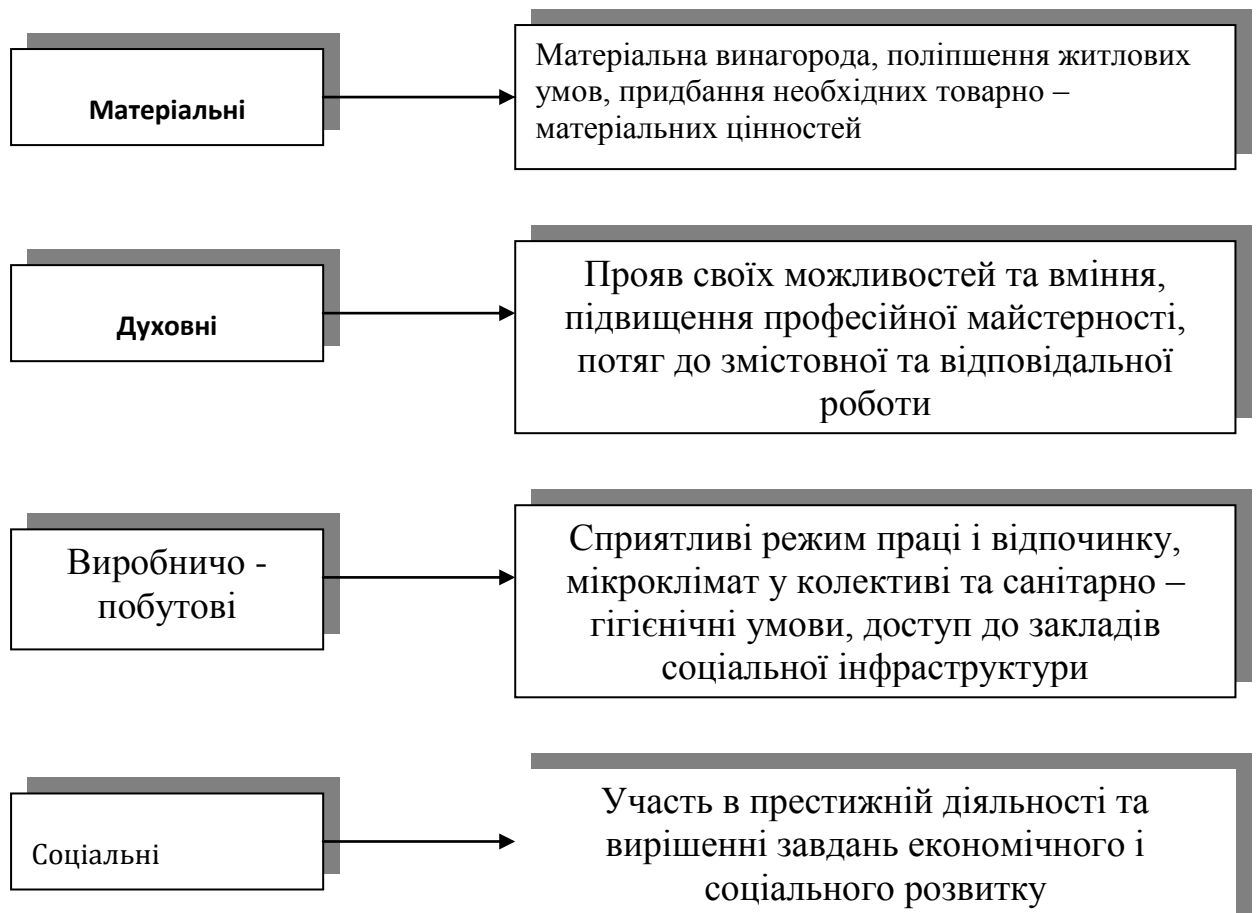 Матеріальні
Матеріальна винагорода, поліпшення житлових
умов, придбання необхідних товарно –
матеріальних цінностей
Духовні
Прояв своїх можливостей та вміння,
підвищення професійної майстерності,
потяг до змістовної та відповідальної
роботи
Виробничо -
побутові
Сприятливі режим праці і відпочинку,
мікроклімат у колективі та санітарно –
гігієнічні умови, доступ до закладів
соціальної інфраструктури
Соціальні
Участь в престижній діяльності та
вирішенні завдань економічного і
соціального розвитку